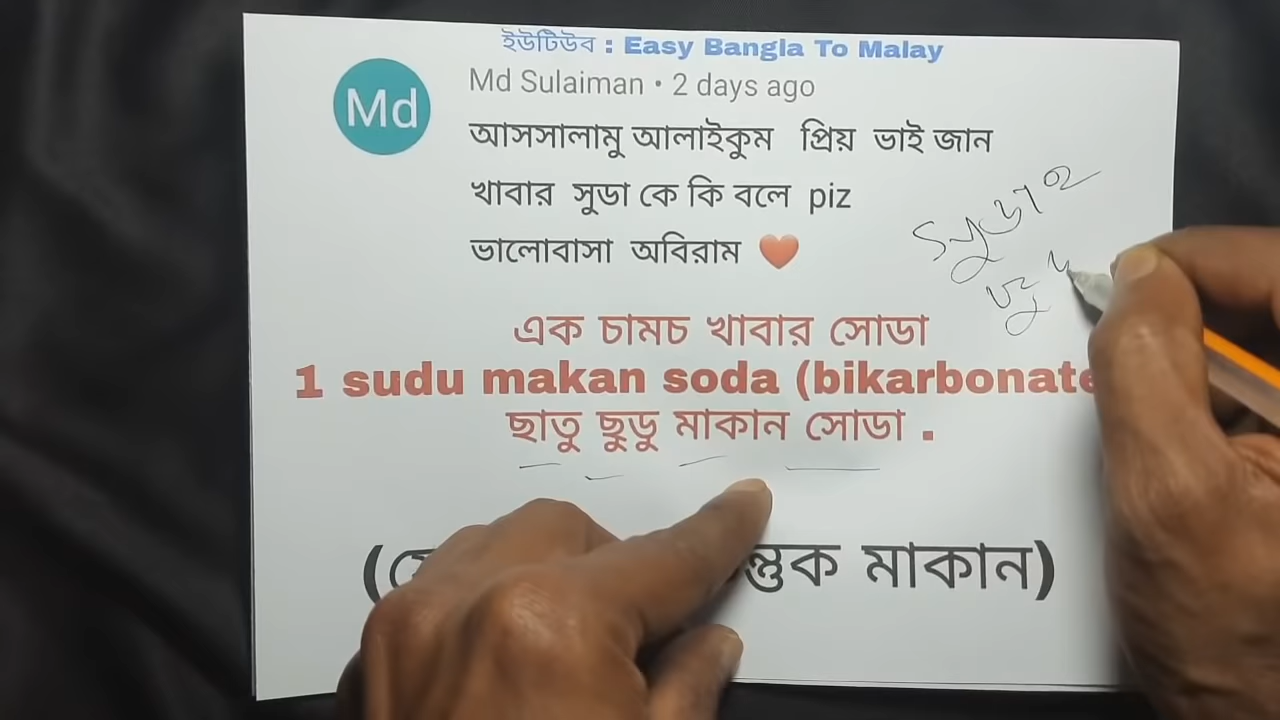 ইউটিউব : Easy Bangla To Malay
Md
Md Sulaiman • 2 days ago
আসসালামু আলাইকুম প্রিয় ভাই জান
খাবার সুডা কে কি বলে piz
ভালোবাসা অবিরাম ❤️
এক চামচ খাবার সোডা
1 sudu makan soda (bikarbonate
ছাতু ছুডু মাকান সোডা .
মাকান)